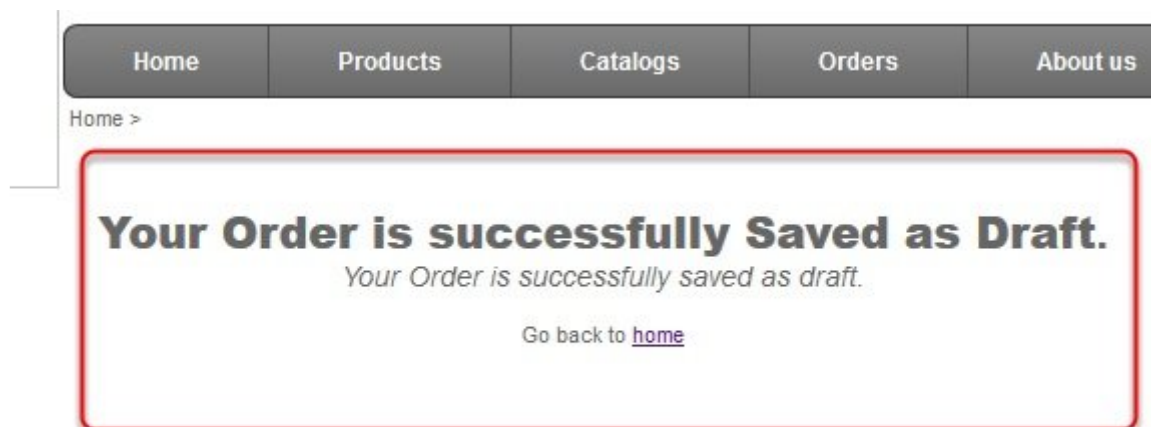 Home Products Catalogs Orders About us
Home >
Your Order is successfully Saved as Draft.
Your Order is successfully saved as draft.
Go back to home